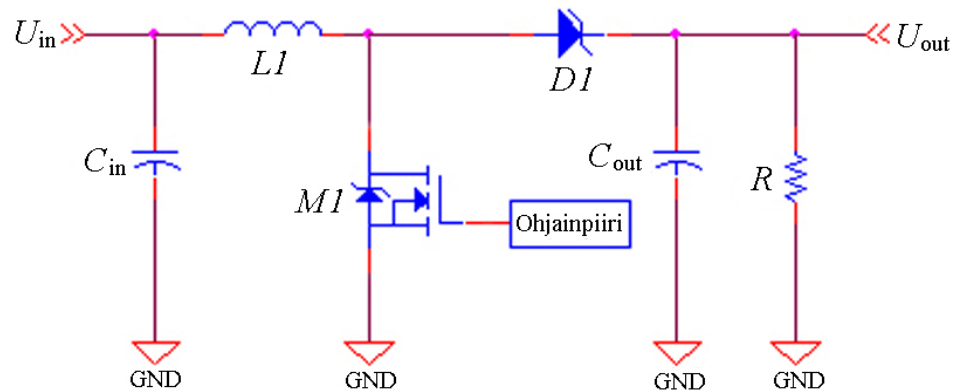 Uin
L1
D1
Uout
Cin
M1
Ohjainpiiri
Cout
R
GND
GND
GND
GND